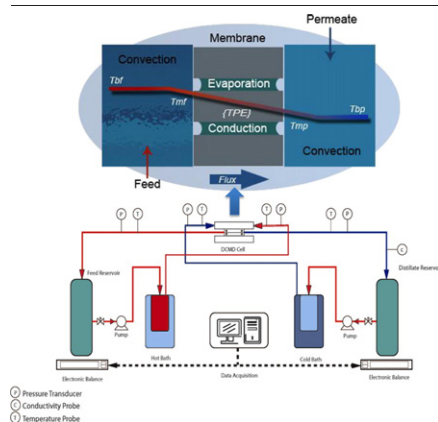 Permeate
Membrane
Convection
Tbf
Evaporation
Tmf
(TPE)
Tbp
Conduction
Tmp
Convection
Feed
Flux
P T
P T
T P
T P
DCMD Cell
C
Feed Reservoir
Distillate Reservo
Pump
Pump
Hot Bath
Cold Bath
Data Acquisition
Electronic Balance
Electronic Balance
P Pressure Transducer
C Conductivity Probe
T Temperature Probe